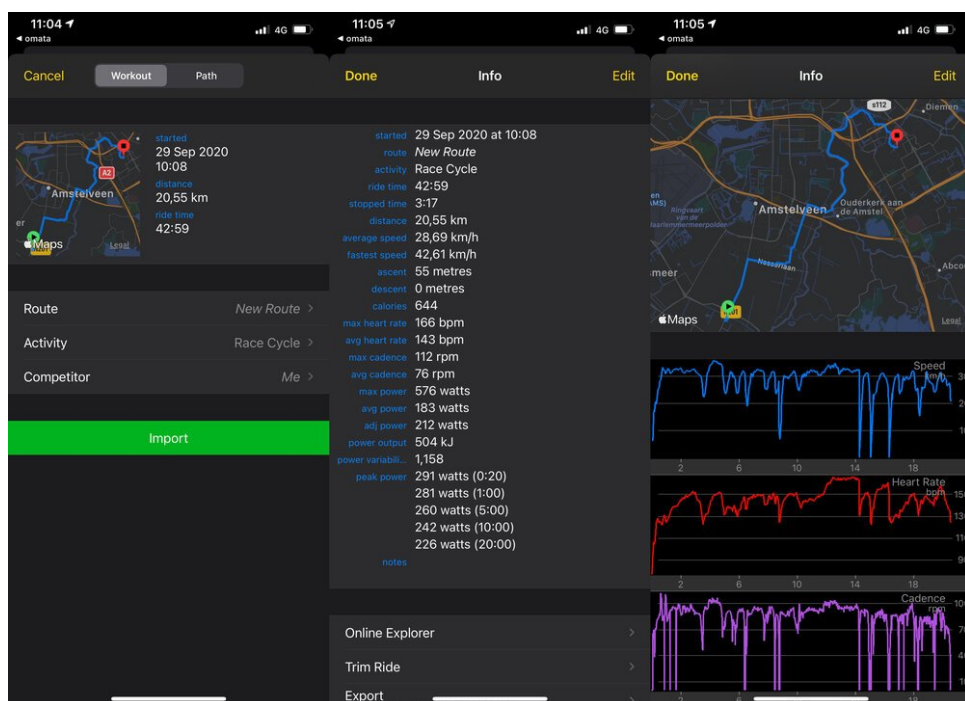 11:04
4G
◄ omata
Cancel
Workout
Path
started
29 Sep 2020
10:08
distance
20,55 km
ride time
42:59
A2
Amstelveen
er
Maps
Legal
Route
New Route >
Activity
Race Cycle >
Competitor
Me >
Import
11:05
4G
◄ omata
Done
Info
Edit
started 29 Sep 2020 at 10:08
route New Route
activity Race Cycle
ride time 42:59
stopped time 3:17
distance 20,55 km
average speed 28,69 km/h
fastest speed 42,61 km/h
ascent 55 metres
descent 0 metres
calories 644
max heart rate 166 bpm
avg heart rate 143 bpm
max cadence 112 rpm
avg cadence 76 rpm
max power 576 watts
avg power 183 watts
adj power 212 watts
power output 504 kJ
power variabili... 1,158
peak power 291 watts (0:20)
281 watts (1:00)
260 watts (5:00)
242 watts (10:00)
226 watts (20:00)
notes
Online Explorer >
Trim Ride >
Export
11:05
4G
◄ omata
Done
Info
Edit
s112
Diemen
en
AMS)
Ringvaart
van de
Haarlemmermeerpolder
Amstelveen
Ouderkerk aan
de Amstel
Nesserlaan
meer
Abco
Maps
Legal
Speed
km/h
2 6 10 14 18
Heart Rate
bpm
2 6 10 14 18
Cadence
rpm